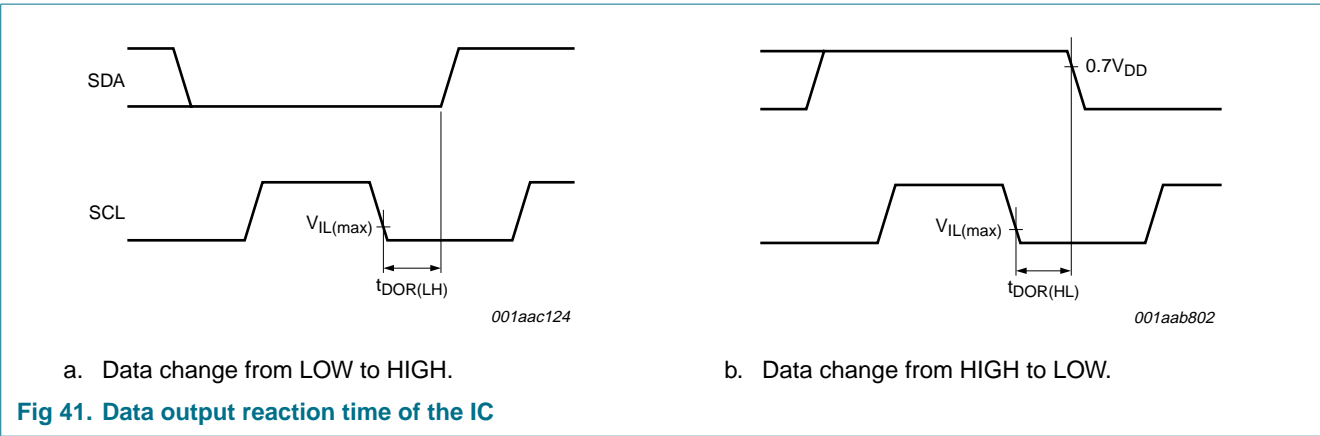 SDA
SCL
VIL(max)
tDOR(LH)
001aac124
a. Data change from LOW to HIGH.
0.7VDD
VIL(max)
tDOR(HL)
001aab802
b. Data change from HIGH to LOW.
Fig 41. Data output reaction time of the IC